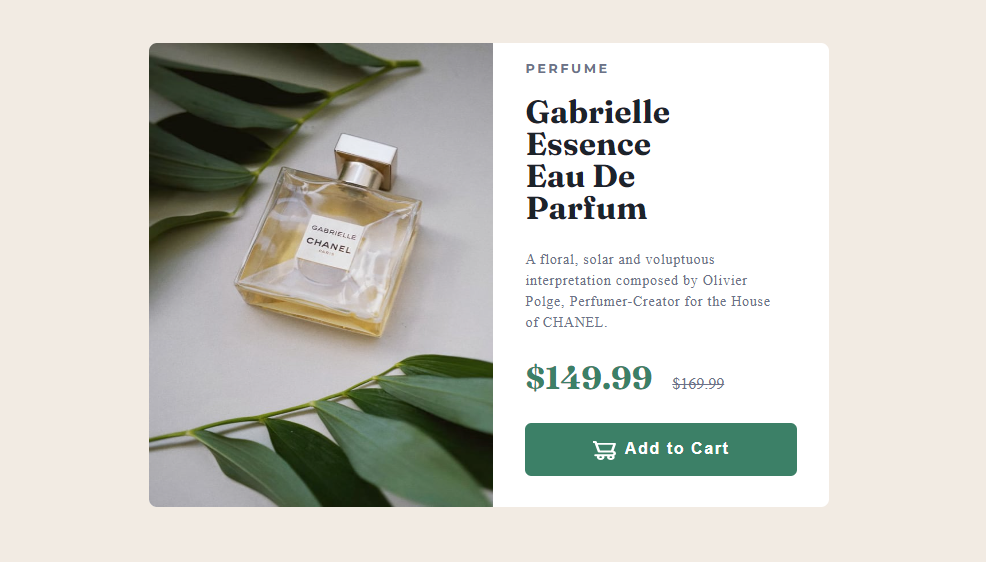 PERFUME
Gabrielle
Essence
Eau De
Parfum
A floral, solar and voluptuous
interpretation composed by Olivier
Polge, Perfumer-Creator for the House
of CHANEL.
$149.99 $169.99
Add to Cart
GABRIELLE
CHANEL
PARIS